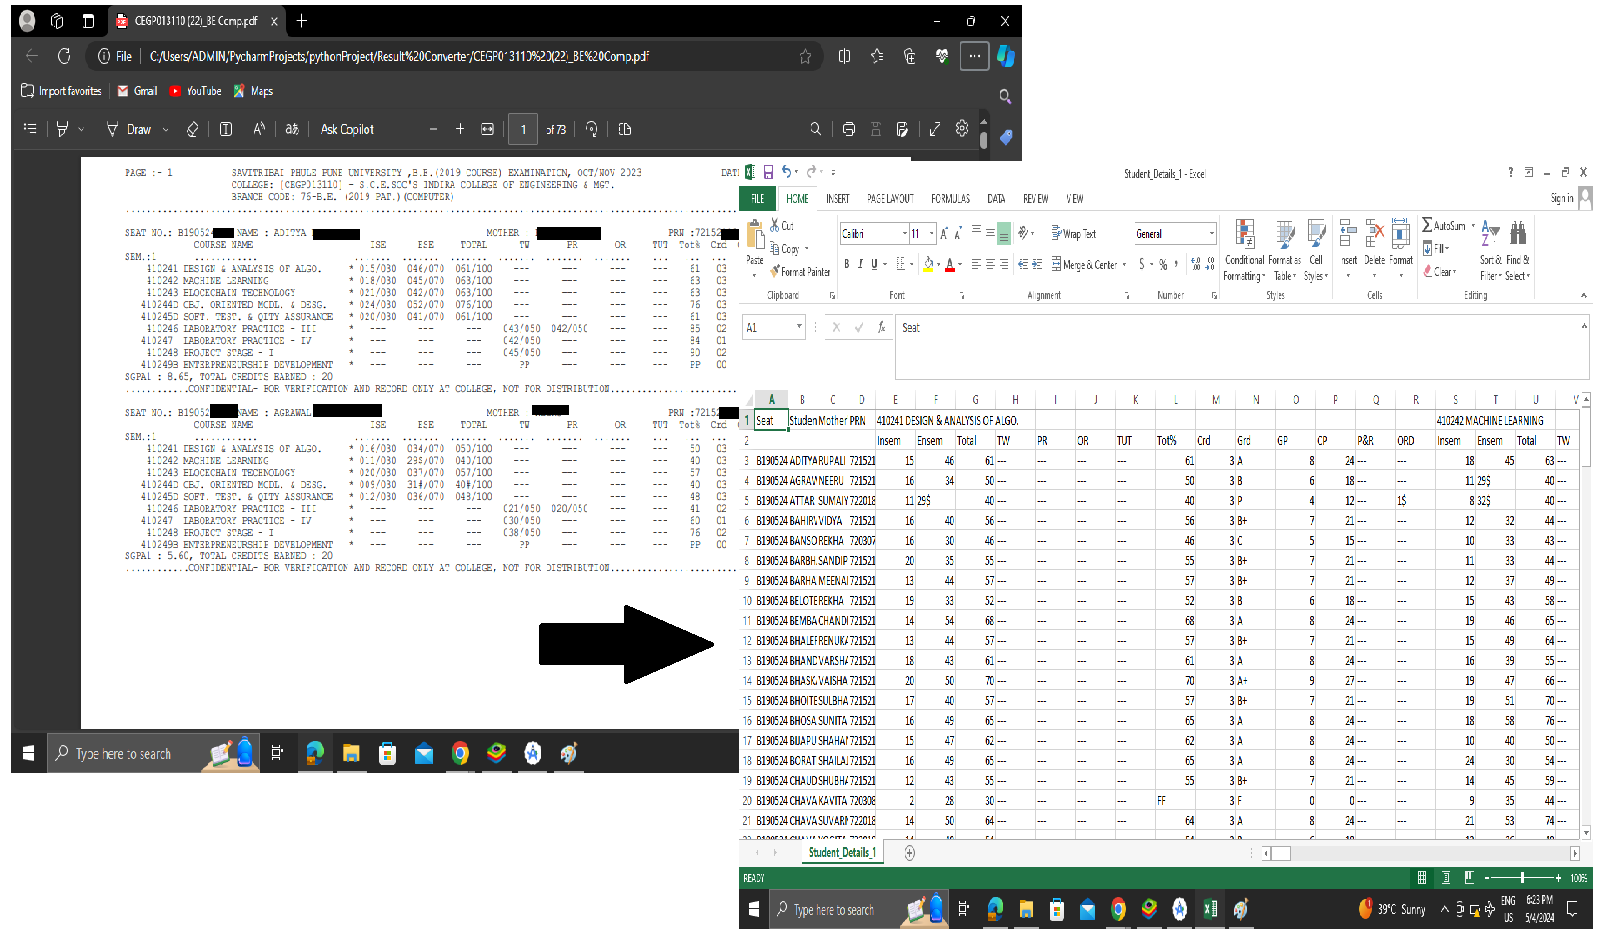 CEGP013110 (22)_BE Comp.pdf
File C:/Users/ADMIN/PycharmProjects/pythonProject/Result%20Converter/CEGP013110%20(22)_BE%20Comp.pdf
Import favorites Gmail YouTube Maps
Draw Ask Copilot 1 of 73
PAGE :- 1 SAVITRIBAI PHULE PUNE UNIVERSITY ,B.E.(2019 COURSE) EXAMINATION, OCT/NOV 2023 DAT
COLLEGE: [CEGP013110] - S.C.E.SOC'S INDIRA COLLEGE OF ENGINEERING & MGT.
BRANCH CODE: 76-B.E. (2019 PAT.)(COMPUTER)
SEAT NO.: B190524 NAME : ADITYA MOTHER PRN :72152
COURSE NAME ISE ESE TOTAL TW PR OR TUT Tot% Crd
SEM.:1
410241 DESIGN & ANALYSIS OF ALGO. * 015/030 046/070 061/100 --- --- --- --- 61 03
410242 MACHINE LEARNING * 018/030 045/070 063/100 --- --- --- --- 63 03
410243 BLOCKCHAIN TECHNOLOGY * 021/030 042/070 063/100 --- --- --- --- 63 03
410244D OBJ. ORIENTED MODL. & DESG. * 024/030 052/070 076/100 --- --- --- --- 76 03
410245D SOFT. TEST. & QLTY ASSURANCE * 020/030 041/070 061/100 --- --- --- --- 61 03
410246 LABORATORY PRACTICE - III * --- --- --- 043/050 042/050 --- --- 85 02
410247 LABORATORY PRACTICE - IV * --- --- --- 042/050 --- --- --- 84 01
410248 PROJECT STAGE - I * --- --- --- 045/050 --- --- --- 90 02
410249B ENTERPRENEURSHIP DEVELOPMENT * --- --- --- PP --- --- --- PP 00
SGPA1 : 8.65, TOTAL CREDITS EARNED : 20
............CONFIDENTIAL- FOR VERIFICATION AND RECORD ONLY AT COLLEGE, NOT FOR DISTRIBUTION...............
SEAT NO.: B19052 NAME : AGRAWAL MOTHER PRN :72152
COURSE NAME ISE ESE TOTAL TW PR OR TUT Tot% Crd
SEM.:1
410241 DESIGN & ANALYSIS OF ALGO. * 016/030 034/070 050/100 --- --- --- --- 50 03
410242 MACHINE LEARNING * 011/030 29$/070 040/100 --- --- --- --- 40 03
410243 BLOCKCHAIN TECHNOLOGY * 020/030 037/070 057/100 --- --- --- --- 57 03
410244D OBJ. ORIENTED MODL. & DESG. * 009/030 31#/070 40#/100 --- --- --- --- 40 03
410245D SOFT. TEST. & QLTY ASSURANCE * 012/030 036/070 048/100 --- --- --- --- 48 03
410246 LABORATORY PRACTICE - III * --- --- --- 021/050 020/050 --- --- 41 02
410247 LABORATORY PRACTICE - IV * --- --- --- 030/050 --- --- --- 60 01
410248 PROJECT STAGE - I * --- --- --- 038/050 --- --- --- 76 02
410249B ENTERPRENEURSHIP DEVELOPMENT * --- --- --- PP --- --- --- PP 00
SGPA1 : 5.60, TOTAL CREDITS EARNED : 20
............CONFIDENTIAL- FOR VERIFICATION AND RECORD ONLY AT COLLEGE, NOT FOR DISTRIBUTION...............
Type here to search
Student_Details_1 - Excel
FILE HOME INSERT PAGE LAYOUT FORMULAS DATA REVIEW VIEW Sign in
Paste Cut Copy Format Painter Calibri 11 Wrap Text Merge & Center General Conditional Formatting Format as Table Cell Styles Insert Delete Format AutoSum Fill Clear Sort & Filter Find & Select
Clipboard Font Alignment Number Styles Cells Editing
A1 Seat
A B C D E F G H I J K L M N O P Q R S T U V
1 Seat Studen Mother PRN 410241 DESIGN & ANALYSIS OF ALGO. 410242 MACHINE LEARNING
2 Insem Ensem Total TW PR OR TUT Tot% Crd Grd GP CP P&R ORD Insem Ensem Total TW
3 B190524 ADITYA RUPALI 721521 15 46 61 --- --- --- --- 61 3 A 8 24 --- --- 18 45 63 ---
4 B190524 AGRAW NEERU 721521 16 34 50 --- --- --- --- 50 3 B 6 18 --- --- 11 29$ 40 ---
5 B190524 ATTAR SUMAIY 722018 11 29$ 40 --- --- --- --- 40 3 P 4 12 --- 1$ 8 32$ 40 ---
6 B190524 BAHIRV VIDYA 721521 16 40 56 --- --- --- --- 56 3 B+ 7 21 --- --- 12 32 44 ---
7 B190524 BANSO REKHA 720307 16 30 46 --- --- --- --- 46 3 C 5 15 --- --- 10 33 43 ---
8 B190524 BARBH SANDIP 721521 20 35 55 --- --- --- --- 55 3 B+ 7 21 --- --- 11 33 44 ---
9 B190524 BARHA MEENAI 721521 13 44 57 --- --- --- --- 57 3 B+ 7 21 --- --- 12 37 49 ---
10 B190524 BELOTE REKHA 721521 19 33 52 --- --- --- --- 52 3 B 6 18 --- --- 15 43 58 ---
11 B190524 BEMBA CHANDI 721521 14 54 68 --- --- --- --- 68 3 A 8 24 --- --- 19 46 65 ---
12 B190524 BHALEF RENUKA 721521 13 44 57 --- --- --- --- 57 3 B+ 7 21 --- --- 15 49 64 ---
13 B190524 BHAND VARSHA 721521 18 43 61 --- --- --- --- 61 3 A 8 24 --- --- 16 39 55 ---
14 B190524 BHASKA VAISHA 721521 20 50 70 --- --- --- --- 70 3 A+ 9 27 --- --- 19 47 66 ---
15 B190524 BHOITE SULBHA 721521 17 40 57 --- --- --- --- 57 3 B+ 7 21 --- --- 19 51 70 ---
16 B190524 BHOSA SUNITA 721521 16 49 65 --- --- --- --- 65 3 A 8 24 --- --- 18 58 76 ---
17 B190524 BIJAPU SHAHAI 721521 15 47 62 --- --- --- --- 62 3 A 8 24 --- --- 10 40 50 ---
18 B190524 BORAT SHAILAJ 721521 16 49 65 --- --- --- --- 65 3 A 8 24 --- --- 24 30 54 ---
19 B190524 CHAUD SHUBHA 721521 12 43 55 --- --- --- --- 55 3 B+ 7 21 --- --- 14 45 59 ---
20 B190524 CHAVA KAVITA 720308 2 28 30 --- --- --- --- FF 3 F 0 0 --- --- 9 35 44 ---
21 B190524 CHAVA SUVARI 722018 14 50 64 --- --- --- --- 64 3 A 8 24 --- --- 21 53 74 ---
Student_Details_1
READY 100%
Type here to search 39°C Sunny ENG US 6:23 PM 5/4/2024